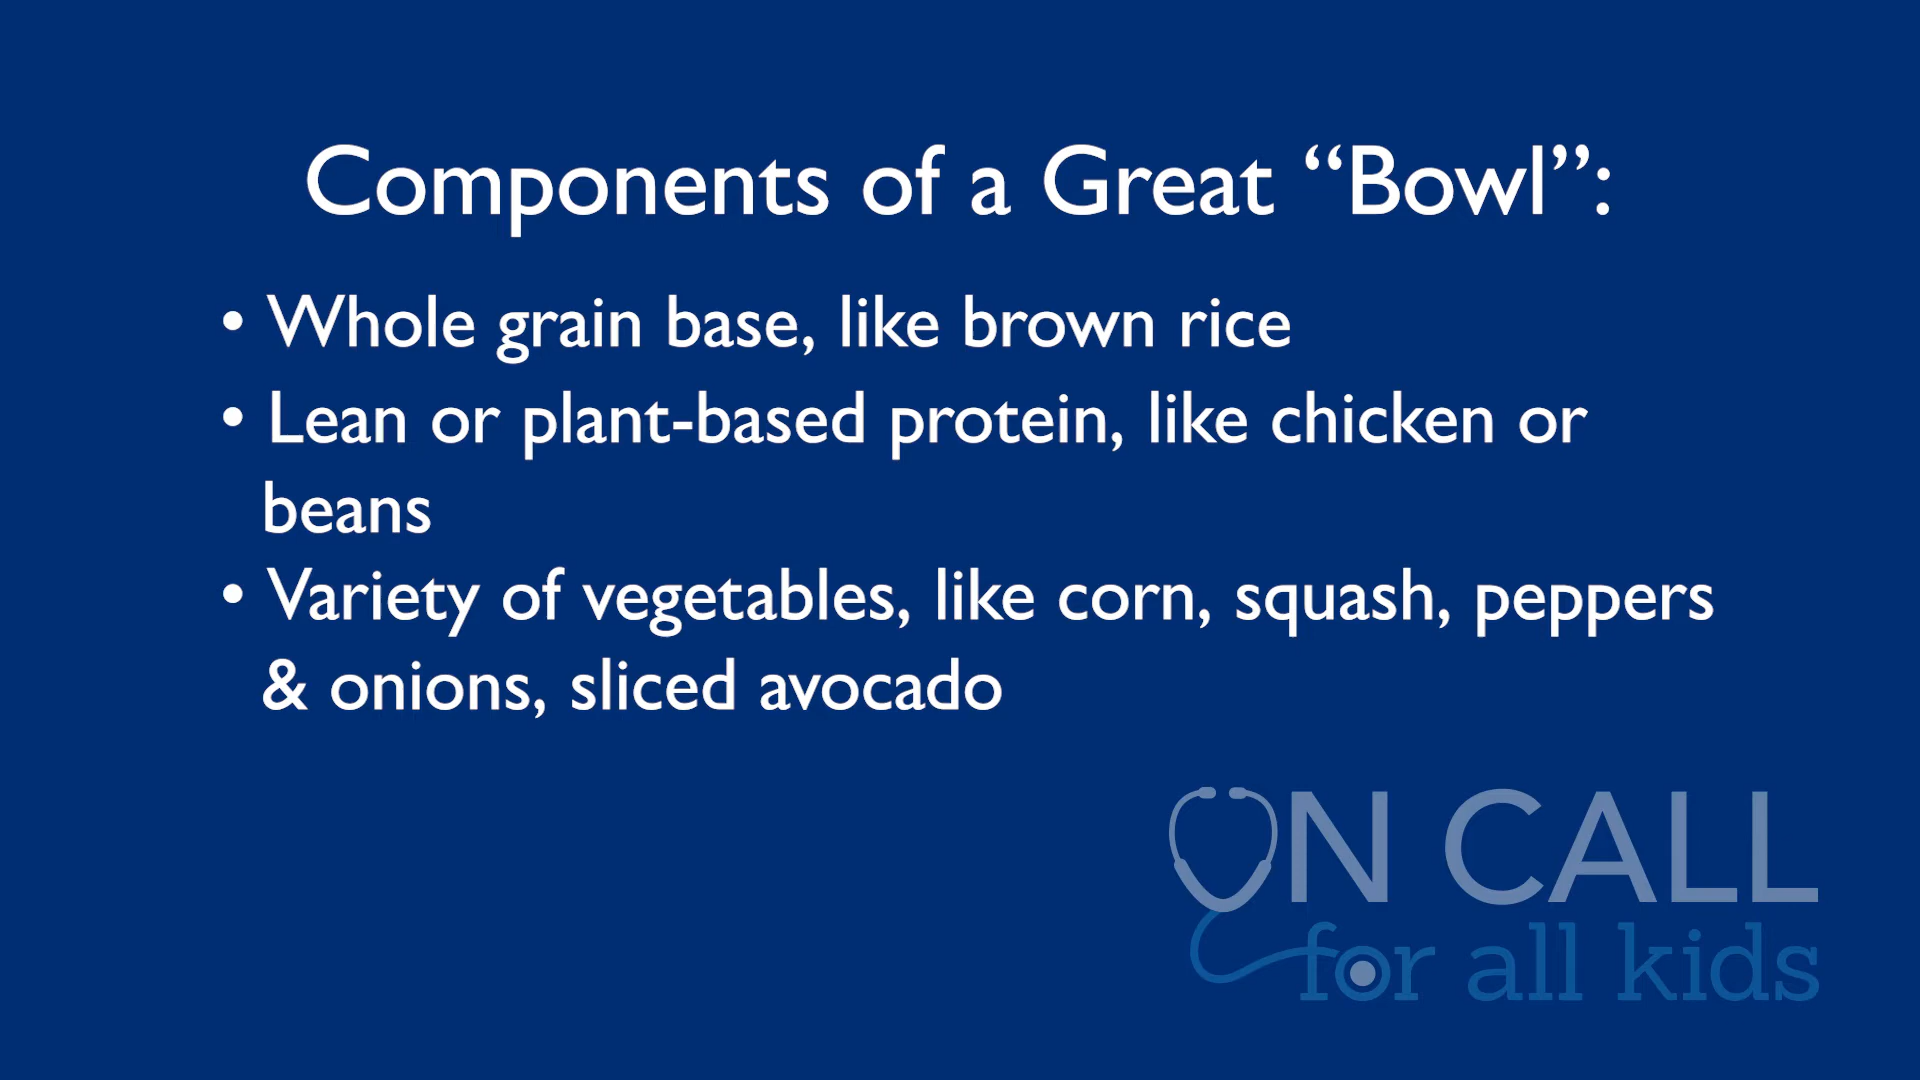 Components of a Great “Bowl”:
• Whole grain base, like brown rice
• Lean or plant-based protein, like chicken or
beans
• Variety of vegetables, like corn, squash, peppers
& onions, sliced avocado
ON CALL
for all kids